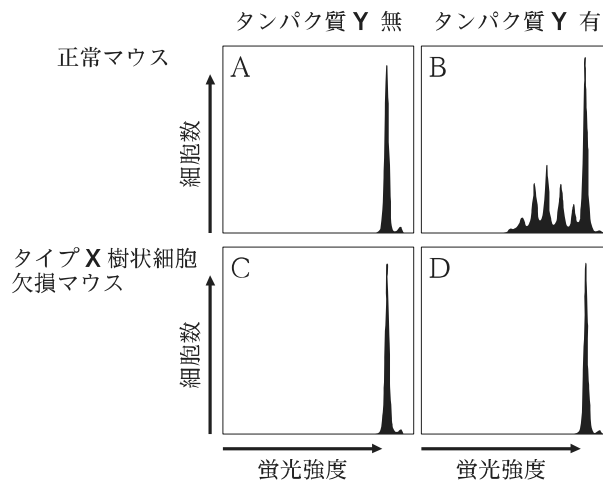 タンパク質 Y 無
タンパク質 Y 有
正常マウス
A
B
細胞数
タイプ X 樹状細胞
欠損マウス
C
D
細胞数
蛍光強度
蛍光強度